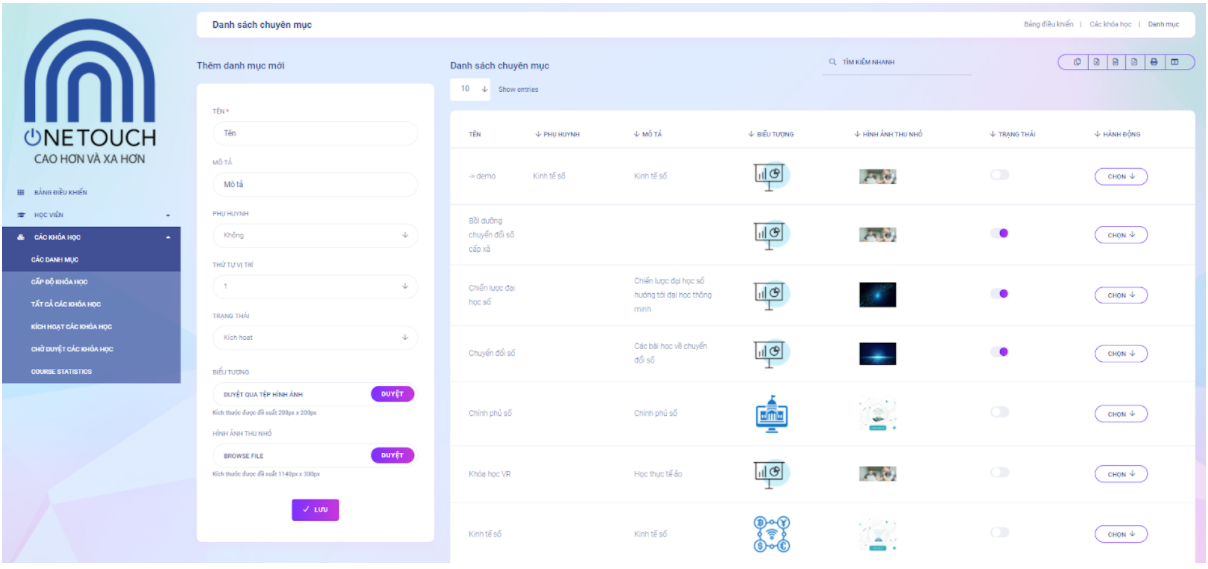 ONETOUCH
CAO HƠN VÀ XA HƠN
BẢNG ĐIỀU KHIỂN
HỌC VIÊN
CÁC KHÓA HỌC
CÁC DANH MỤC
CẤP ĐỘ KHÓA HỌC
TẤT CẢ CÁC KHÓA HỌC
KÍCH HOẠT CÁC KHÓA HỌC
CHỜ DUYỆT CÁC KHÓA HỌC
COURSE STATISTICS
Danh sách chuyên mục
Bảng điều khiển | Các khóa học | Danh mục
Thêm danh mục mới
TÊN *
Tên
MÔ TẢ
Mô tả
PHỤ HUYNH
Không
THỨ TỰ VỊ TRÍ
1
TRẠNG THÁI
Kích hoạt
BIỂU TƯỢNG
DUYỆT QUA TỆP HÌNH ẢNH DUYỆT
Kích thước được đề xuất 200px x 200px
HÌNH ẢNH THU NHỎ
BROWSE FILE DUYỆT
Kích thước được đề xuất 1140px x 300px
✓ LƯU
Danh sách chuyên mục
TÌM KIẾM NHANH
10 Show entries
TÊN PHỤ HUYNH MÔ TẢ BIỂU TƯỢNG HÌNH ẢNH THU NHỎ TRẠNG THÁI HÀNH ĐỘNG
-> demo Kinh tế số Kinh tế số CHỌN
Bồi dưỡng
chuyển đổi số CHỌN
cấp xã
Chiến lược đại học số
Chiến lược đại hướng tới đại học thông CHỌN
học số minh
Các bài học về chuyển
Chuyển đổi số CHỌN
đổi số
Chính phủ số Chính phủ số CHỌN
Khóa học VR Học thực tế ảo CHỌN
Kinh tế số Kinh tế số CHỌN